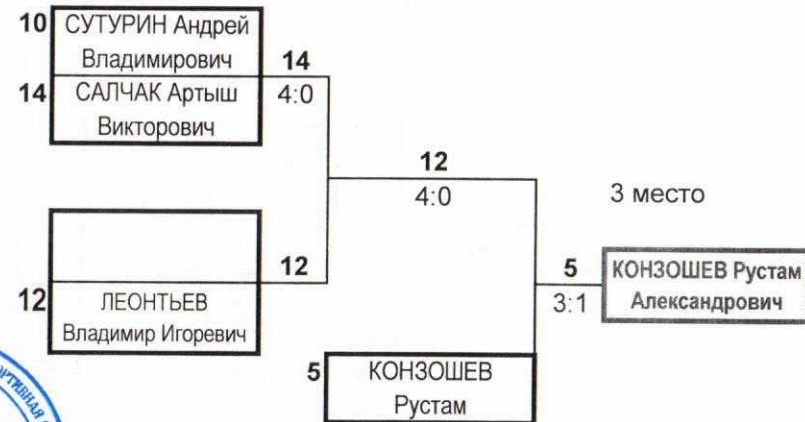 10 СУТУРИН Андрей
Владимирович
14
14 САЛЧАК Артыш
4:0
Викторович
12
4:0
3 место
12
12 ЛЕОНТЬЕВ
Владимир Игоревич
5
3:1
КОНЗОШЕВ Рустам
Александрович
5 КОНЗОШЕВ
Рустам